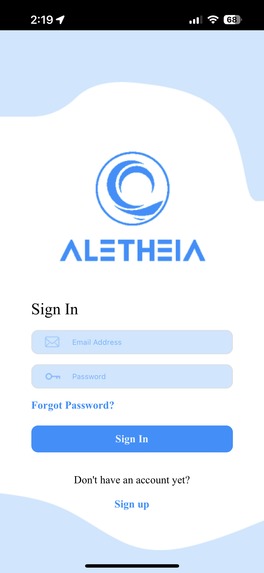 2:19
68
ALETHEIA
Sign In
Email Address
Password
Forgot Password?
Sign In
Don't have an account yet?
Sign up